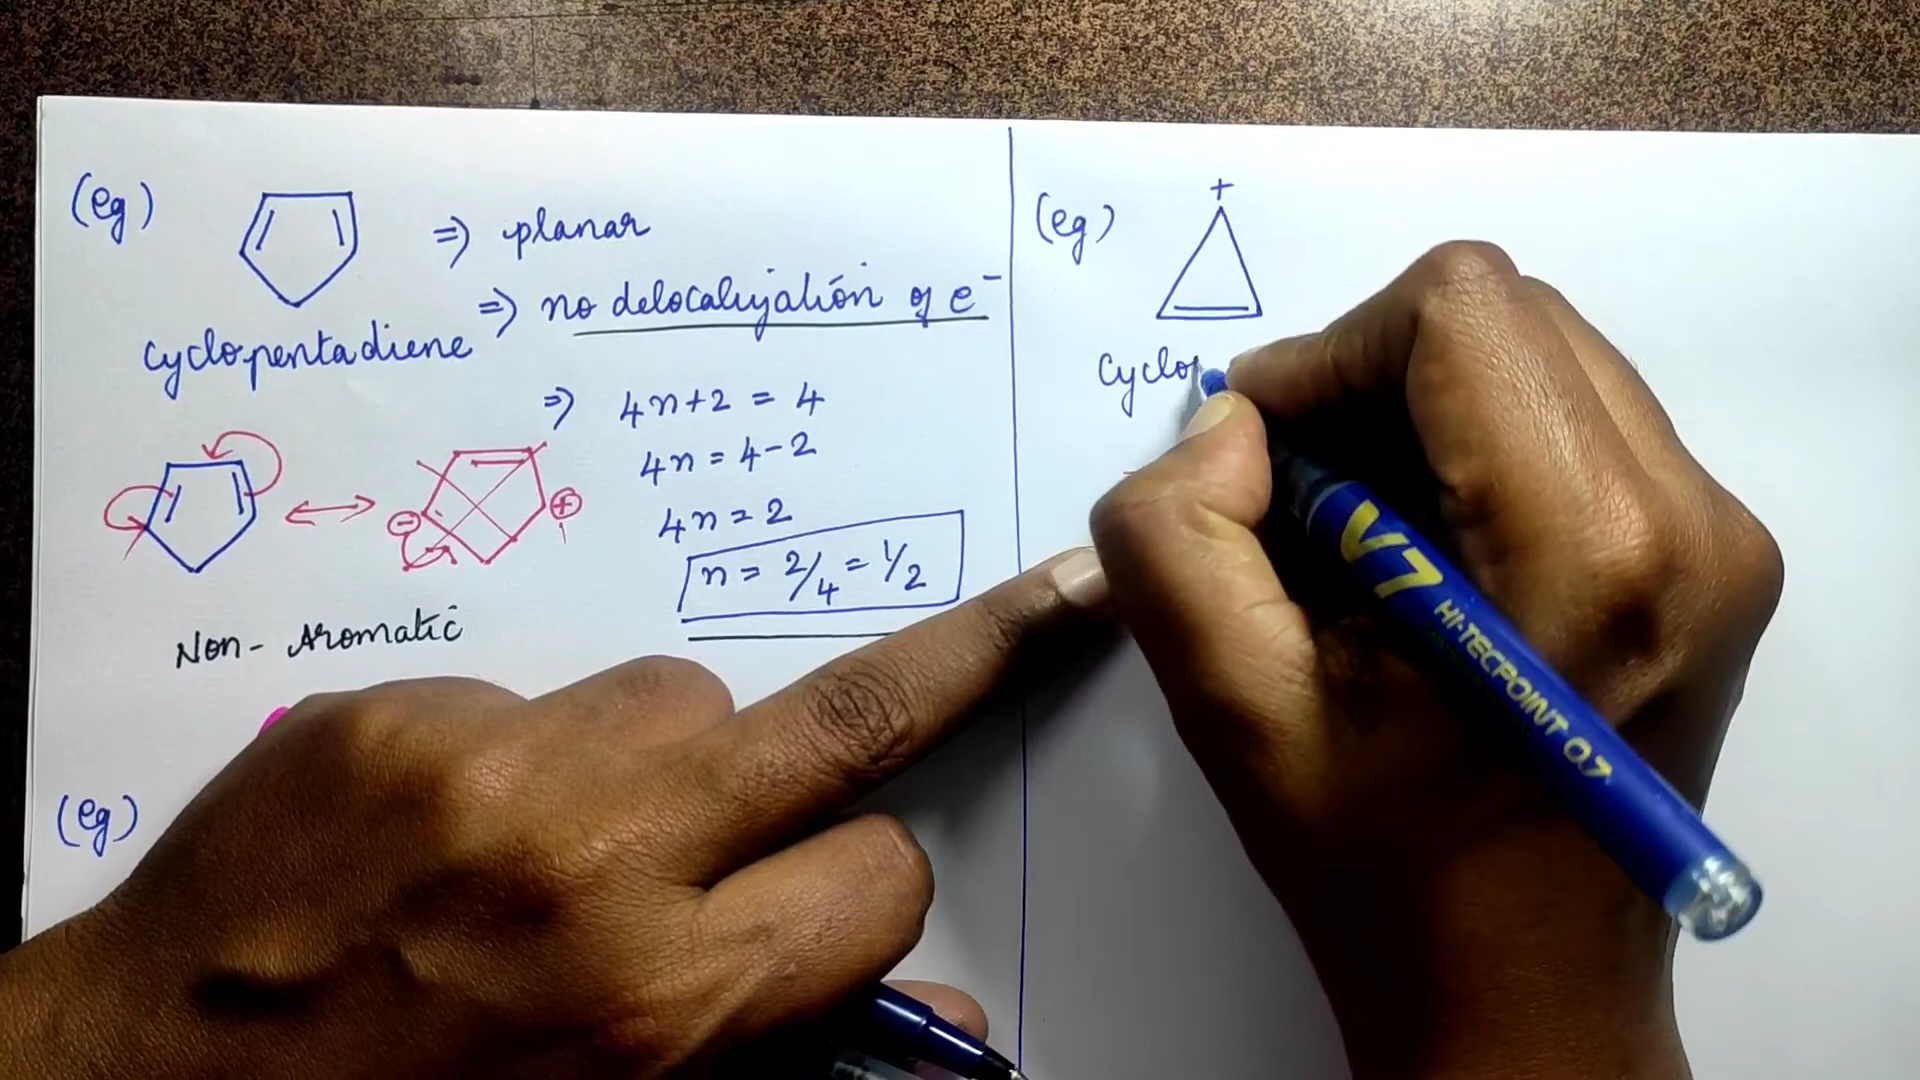 (eg)
⇒ planar
⇒ no delocalization of e⁻
cyclopentadiene
⇒ 4n+2 = 4
4n = 4-2
4n = 2
n = 2/4 = 1/2
⊖ ⊕
Non-Aromatic
(eg)
(eg)
+
Cyclop
V7
HI-TECPOINT 0.7